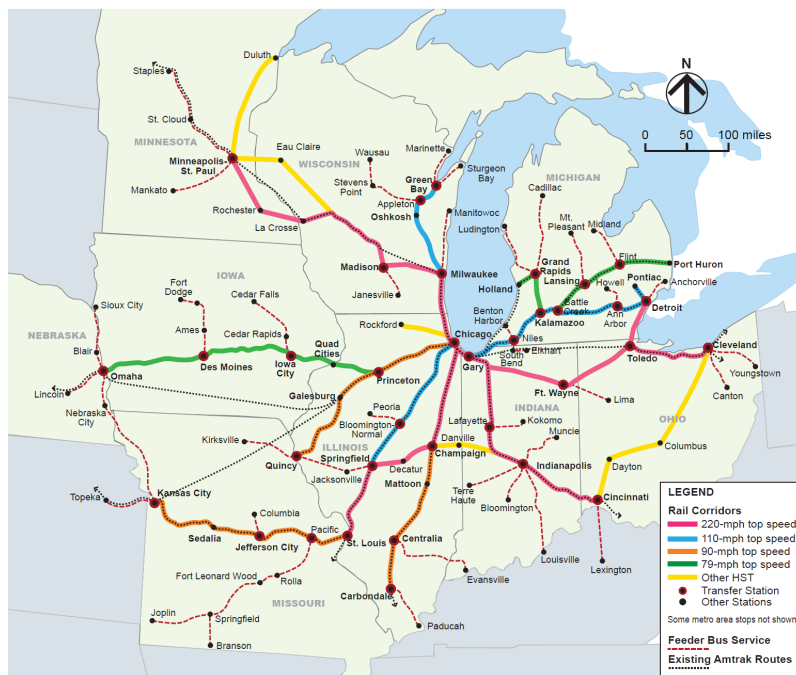 Duluth
Staples
St. Cloud
MINNESOTA
Minneapolis-
St. Paul
Mankato
Eau Claire
WISCONSIN
Rochester
La Crosse
Wausau
Stevens
Point
Marinette
Green
Bay
Sturgeon
Bay
Appleton
Oshkosh
Manitowoc
Madison
Milwaukee
Janesville
MICHIGAN
Cadillac
Ludington
Mt.
Pleasant
Midland
Grand
Rapids
Lansing
Flint
Port Huron
Holland
Howell
Pontiac
Anchorville
Battle
Creek
Kalamazoo
Ann
Arbor
Detroit
Benton
Harbor
Niles
South
Bend
Elkhart
N
0 50 100 miles
IOWA
Fort
Dodge
Cedar Falls
Sioux City
Ames
Cedar Rapids
NEBRASKA
Blair
Omaha
Des Moines
Iowa
City
Quad
Cities
Lincoln
Nebraska
City
Rockford
Chicago
Gary
Princeton
Galesburg
Peoria
Bloomington-
Normal
Kirksville
Quincy
ILLINOIS
Springfield
Jacksonville
Decatur
Danville
Champaign
Mattoon
Toledo
Cleveland
Youngstown
Canton
Ft. Wayne
Lima
INDIANA
OHIO
Lafayette
Kokomo
Muncie
Indianapolis
Columbus
Dayton
Cincinnati
Terre
Haute
Bloomington
Louisville
Lexington
Topeka
Kansas City
Columbia
Sedalia
Jefferson City
Pacific
St. Louis
Centralia
Evansville
Carbondale
Paducah
Fort Leonard Wood
Rolla
MISSOURI
Joplin
Springfield
Branson
LEGEND
Rail Corridors
220-mph top speed
110-mph top speed
90-mph top speed
79-mph top speed
Other HST
Transfer Station
Other Stations
Some metro area stops not shown
Feeder Bus Service
Existing Amtrak Routes